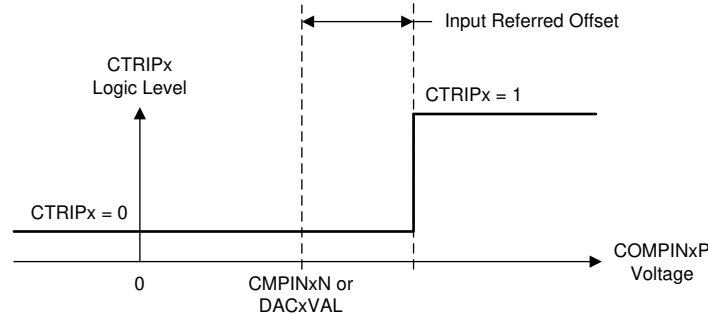 Input Referred Offset
CTRIPx
Logic Level
CTRIPx = 1
CTRIPx = 0
COMPINxP
Voltage
0
CMPINxN or
DACxVAL